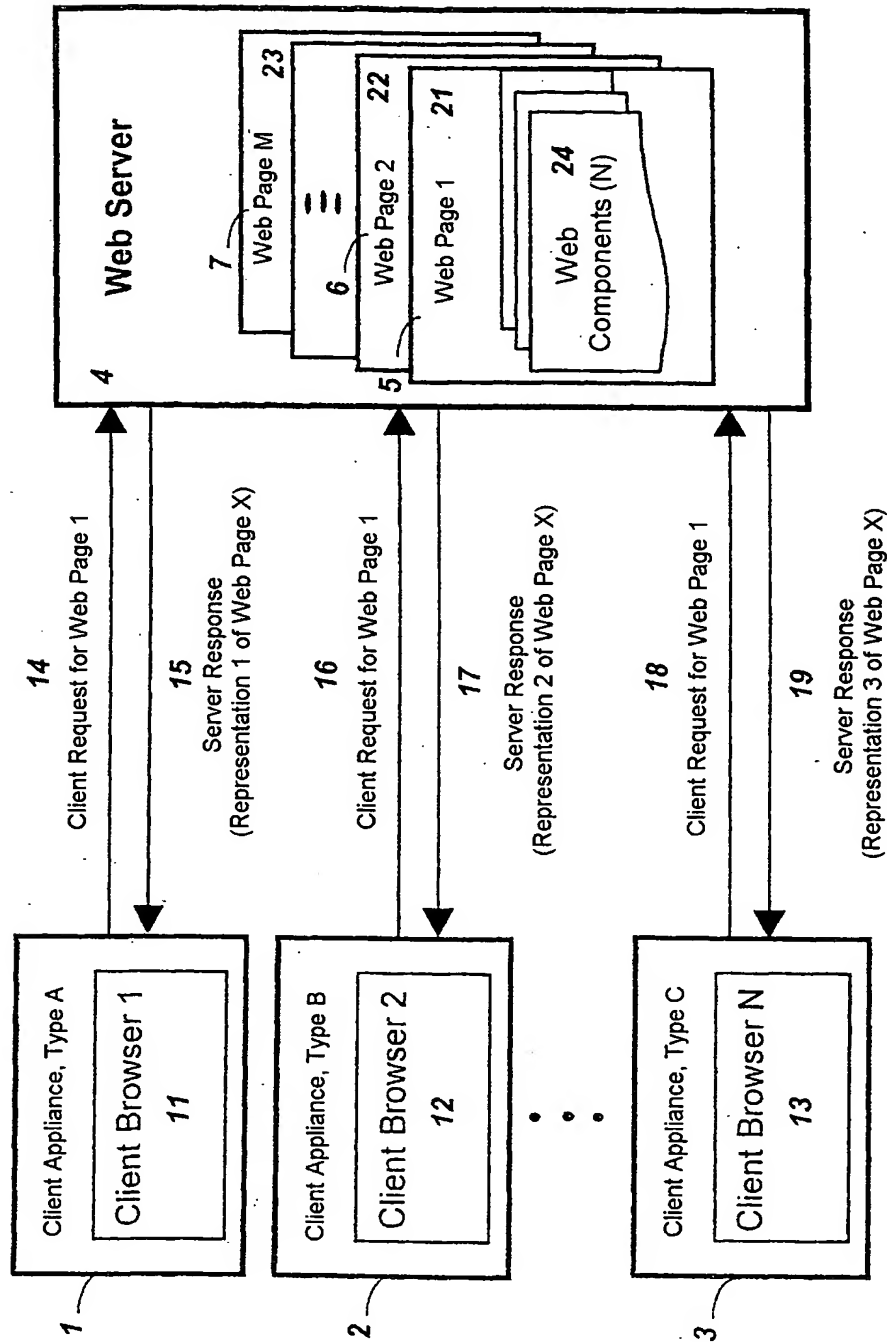 1
Client Appliance, Type A
Client Browser 1
11
2
Client Appliance, Type B
Client Browser 2
12
3
Client Appliance, Type C
Client Browser N
13
14
Client Request for Web Page 1
15
Server Response
(Representation 1 of Web Page X)
16
Client Request for Web Page 1
17
Server Response
(Representation 2 of Web Page X)
18
Client Request for Web Page 1
19
Server Response
(Representation 3 of Web Page X)
4
Web Server
7
Web Page M
23
6
Web Page 2
22
5
Web Page 1
21
Web
24
Components (N)